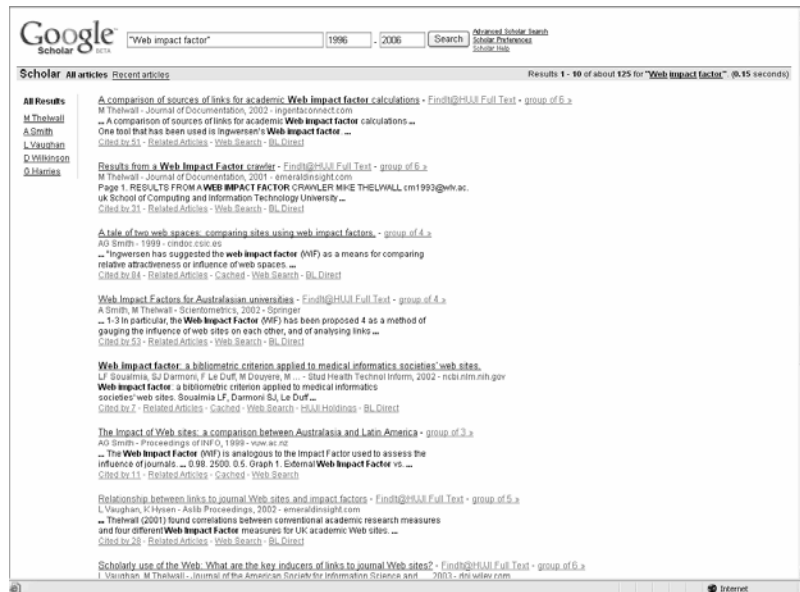 Google
Scholar BETA
"Web impact factor" 1996 - 2006 Search
Advanced Scholar Search
Scholar Preferences
Scholar Help
Scholar All articles Recent articles Results 1 - 10 of about 125 for "Web impact factor". (0.15 seconds)
All Results
M Thelwall
A Smith
L Vaughan
D Wilkinson
G Harries
A comparison of sources of links for academic Web impact factor calculations - FindIt@HUJI Full Text - group of 6 »
M Thelwall - Journal of Documentation, 2002 - ingentaconnect.com
... A comparison of sources of links for academic Web impact factor calculations ...
One tool that has been used is Ingwersen's Web impact factor. ...
Cited by 51 - Related Articles - Web Search - BL Direct
Results from a Web Impact Factor crawler - FindIt@HUJI Full Text - group of 6 »
M Thelwall - Journal of Documentation, 2001 - emeraldinsight.com
Page 1. RESULTS FROM A WEB IMPACT FACTOR CRAWLER MIKE THELWALL cm1993@wlv.ac.
uk School of Computing and Information Technology University ...
Cited by 31 - Related Articles - Web Search - BL Direct
A tale of two web spaces: comparing sites using web impact factors. - group of 4 »
AG Smith - 1999 - cindoc.csic.es
... "Ingwersen has suggested the web impact factor (WIF) as a means for comparing
relative attractiveness or influence of web spaces. ...
Cited by 84 - Related Articles - Cached - Web Search - BL Direct
Web Impact Factors for Australasian universities - FindIt@HUJI Full Text - group of 4 »
A Smith, M Thelwall - Scientometrics, 2002 - Springer
... 1-3 In particular, the Web Impact Factor (WIF) has been proposed 4 as a method of
gauging the influence of web sites on each other, and of analysing links ...
Cited by 53 - Related Articles - Web Search - BL Direct
Web impact factor: a bibliometric criterion applied to medical informatics societies' web sites.
LF Soualmia, SJ Darmoni, F Le Duff, M Douyere, M ... - Stud Health Technol Inform, 2002 - ncbi.nlm.nih.gov
Web impact factor: a bibliometric criterion applied to medical informatics
societies' web sites. Soualmia LF, Darmoni SJ, Le Duff ...
Cited by 7 - Related Articles - Cached - Web Search - HUJI Holdings - BL Direct
The Impact of Web sites: a comparison between Australasia and Latin America - group of 3 »
AG Smith - Proceedings of INFO, 1999 - vuw.ac.nz
... The Web Impact Factor (WIF) is analogous to the Impact Factor used to assess the
influence of journals. ... 0.98. 2500. 0.5. Graph 1. External Web Impact Factor vs. ...
Cited by 11 - Related Articles - Cached - Web Search
Relationship between links to journal Web sites and impact factors - FindIt@HUJI Full Text - group of 5 »
L Vaughan, K Hysen - Aslib Proceedings, 2002 - emeraldinsight.com
... Thelwall (2001) found correlations between conventional academic research measures
and four different Web Impact Factor measures for UK academic Web sites. ...
Cited by 28 - Related Articles - Web Search - BL Direct
Scholarly use of the Web: What are the key inducers of links to journal Web sites? - FindIt@HUJI Full Text - group of 6 »
L Vaughan, M Thelwall - Journal of the American Society for Information Science and ..., 2003 - doi.wiley.com
Internet